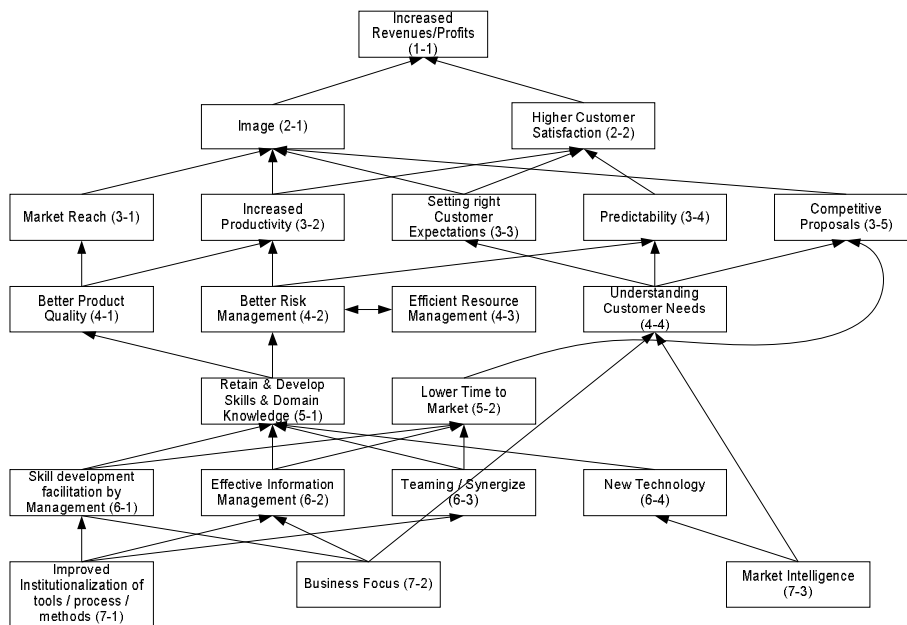 Increased
Revenues/Profits
(1-1)
Image (2-1)
Higher Customer
Satisfaction (2-2)
Market Reach (3-1)
Increased
Productivity (3-2)
Setting right
Customer
Expectations (3-3)
Predictability (3-4)
Competitive
Proposals (3-5)
Better Product
Quality (4-1)
Better Risk
Management (4-2)
Efficient Resource
Management (4-3)
Understanding
Customer Needs
(4-4)
Retain & Develop
Skills & Domain
Knowledge (5-1)
Lower Time to
Market (5-2)
Skill development
facilitation by
Management (6-1)
Effective Information
Management (6-2)
Teaming / Synergize
(6-3)
New Technology
(6-4)
Improved
Institutionalization of
tools / process /
methods (7-1)
Business Focus (7-2)
Market Intelligence
(7-3)